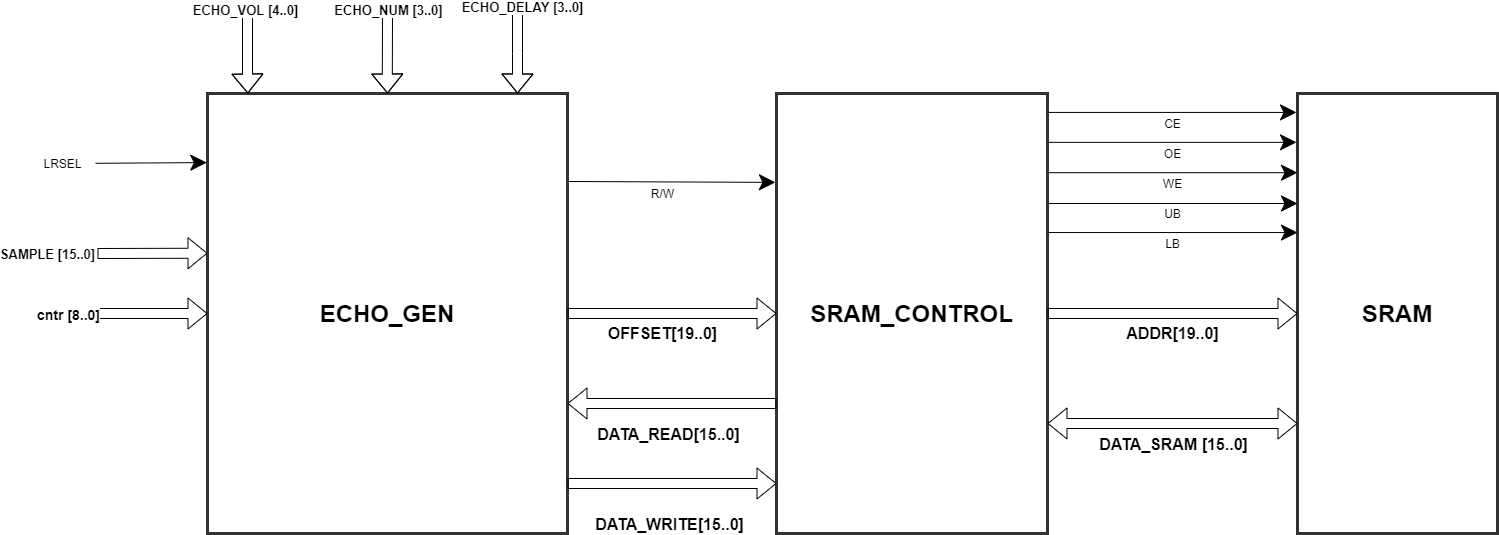 ECHO_VOL [4..0]
ECHO_NUM [3..0]
ECHO_DELAY [3..0]
LRSEL
SAMPLE [15..0]
cntr [8..0]
ECHO_GEN
R/W
OFFSET[19..0]
DATA_READ[15..0]
DATA_WRITE[15..0]
SRAM_CONTROL
CE
OE
WE
UB
LB
ADDR[19..0]
DATA_SRAM [15..0]
SRAM